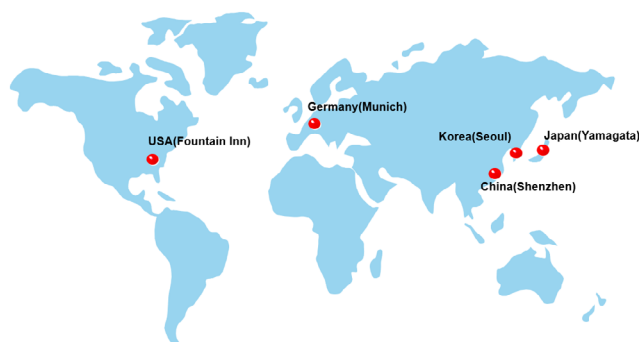 Germany(Munich)
USA(Fountain Inn)
Korea(Seoul)
Japan(Yamagata)
China(Shenzhen)